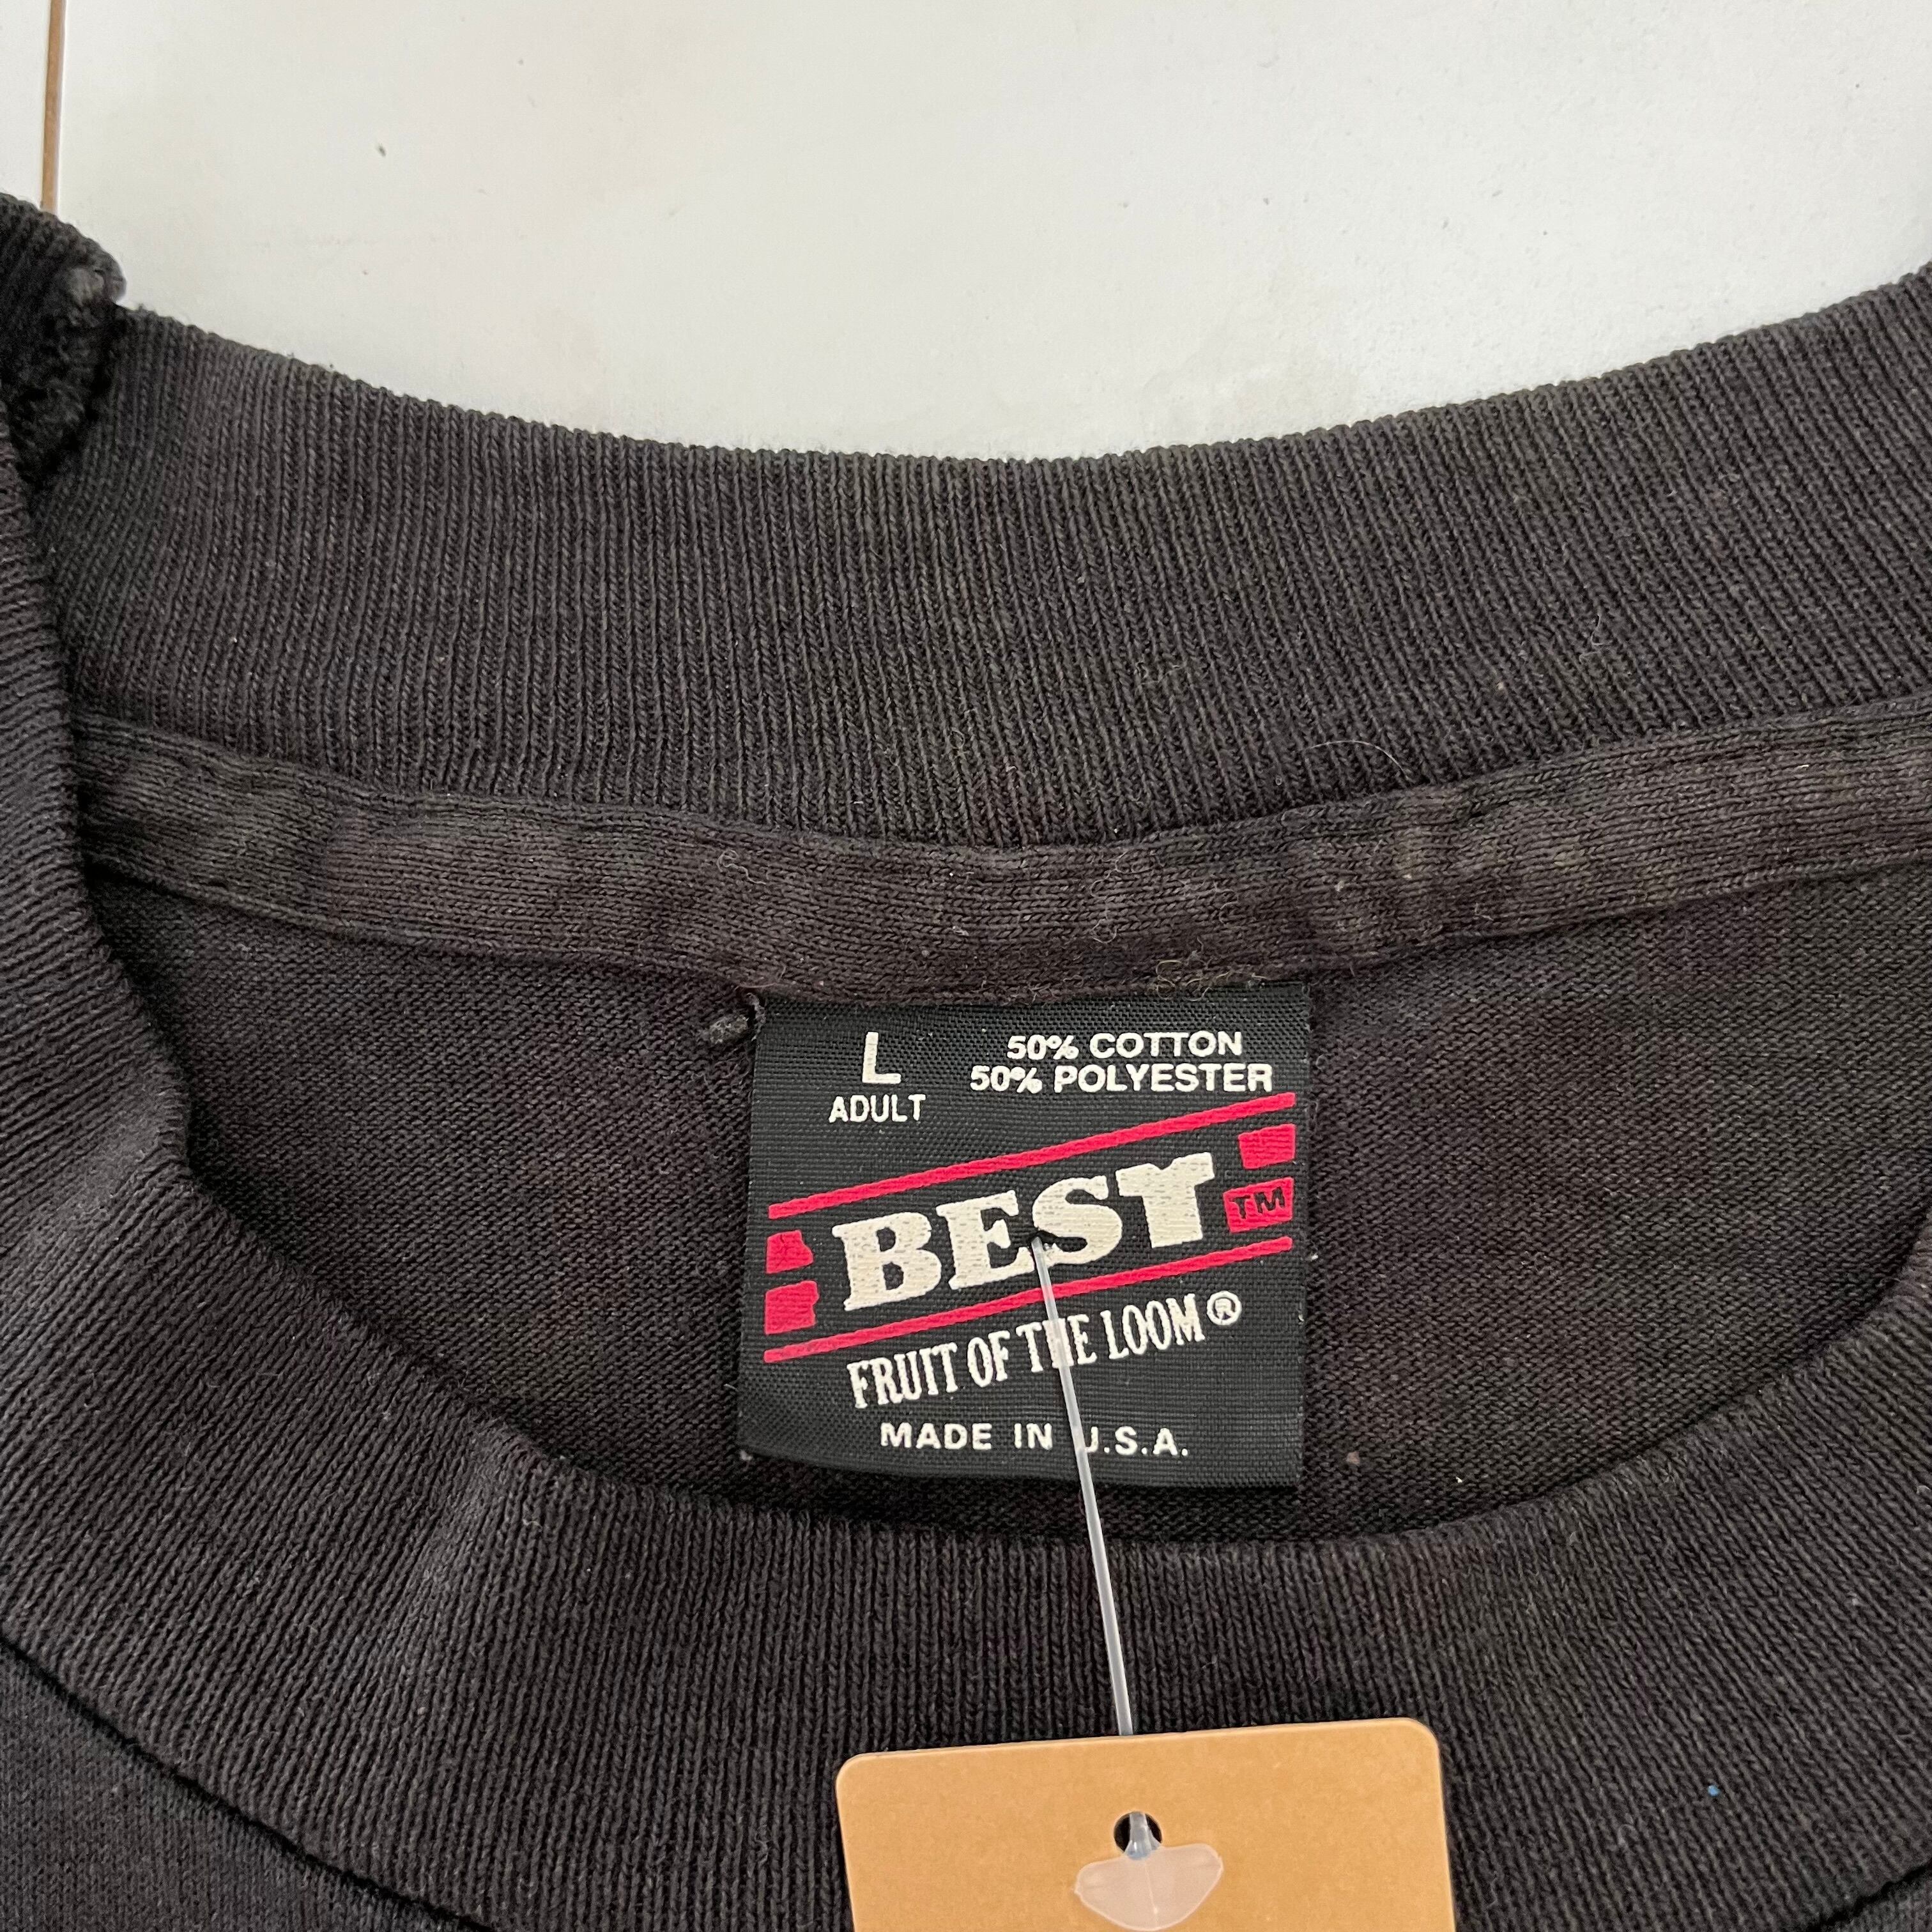 L
ADULT
50% COTTON
50% POLYESTER
BEST TM
FRUIT OF THE LOOM®
MADE IN U.S.A.